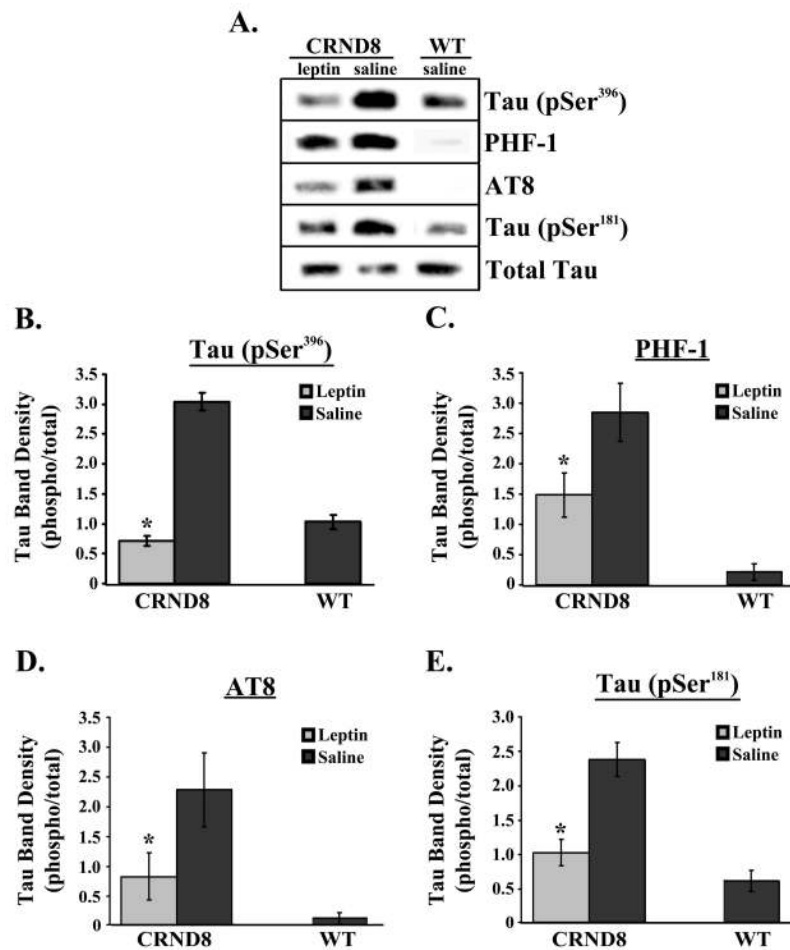 A.
CRND8 WT
leptin saline saline
Tau (pSer³⁹⁶)
PHF-1
AT8
Tau (pSer¹⁸¹)
Total Tau
B.
Tau (pSer³⁹⁶)
Tau Band Density
(phospho/total)
3.5
3.0
2.5
2.0
1.5
1.0
0.5
0
Leptin
Saline
*
CRND8 WT
C.
PHF-1
Tau Band Density
(phospho/total)
3.5
3.0
2.5
2.0
1.5
1.0
0.5
0
Leptin
Saline
*
CRND8 WT
D.
AT8
Tau Band Density
(phospho/total)
3.5
3.0
2.5
2.0
1.5
1.0
0.5
0
Leptin
Saline
*
CRND8 WT
E.
Tau (pSer¹⁸¹)
Tau Band Density
(phospho/total)
3.0
2.5
2.0
1.5
1.0
0.5
0
Leptin
Saline
*
CRND8 WT